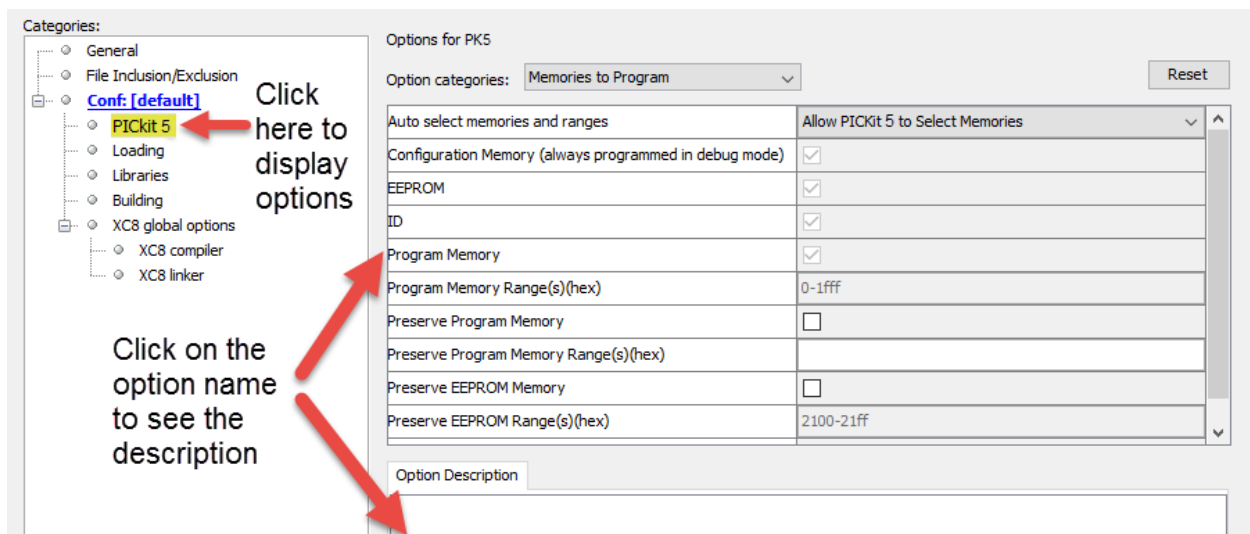 Categories:
General
File Inclusion/Exclusion
Conf: [default]
PICkit 5
Loading
Libraries
Building
XC8 global options
XC8 compiler
XC8 linker
Click
here to
display
options
Click on the
option name
to see the
description
Options for PK5
Option categories: Memories to Program Reset
Auto select memories and ranges Allow PICKit 5 to Select Memories
Configuration Memory (always programmed in debug mode)
EEPROM
ID
Program Memory
Program Memory Range(s)(hex) 0-1fff
Preserve Program Memory
Preserve Program Memory Range(s)(hex)
Preserve EEPROM Memory
Preserve EEPROM Range(s)(hex) 2100-21ff
Option Description